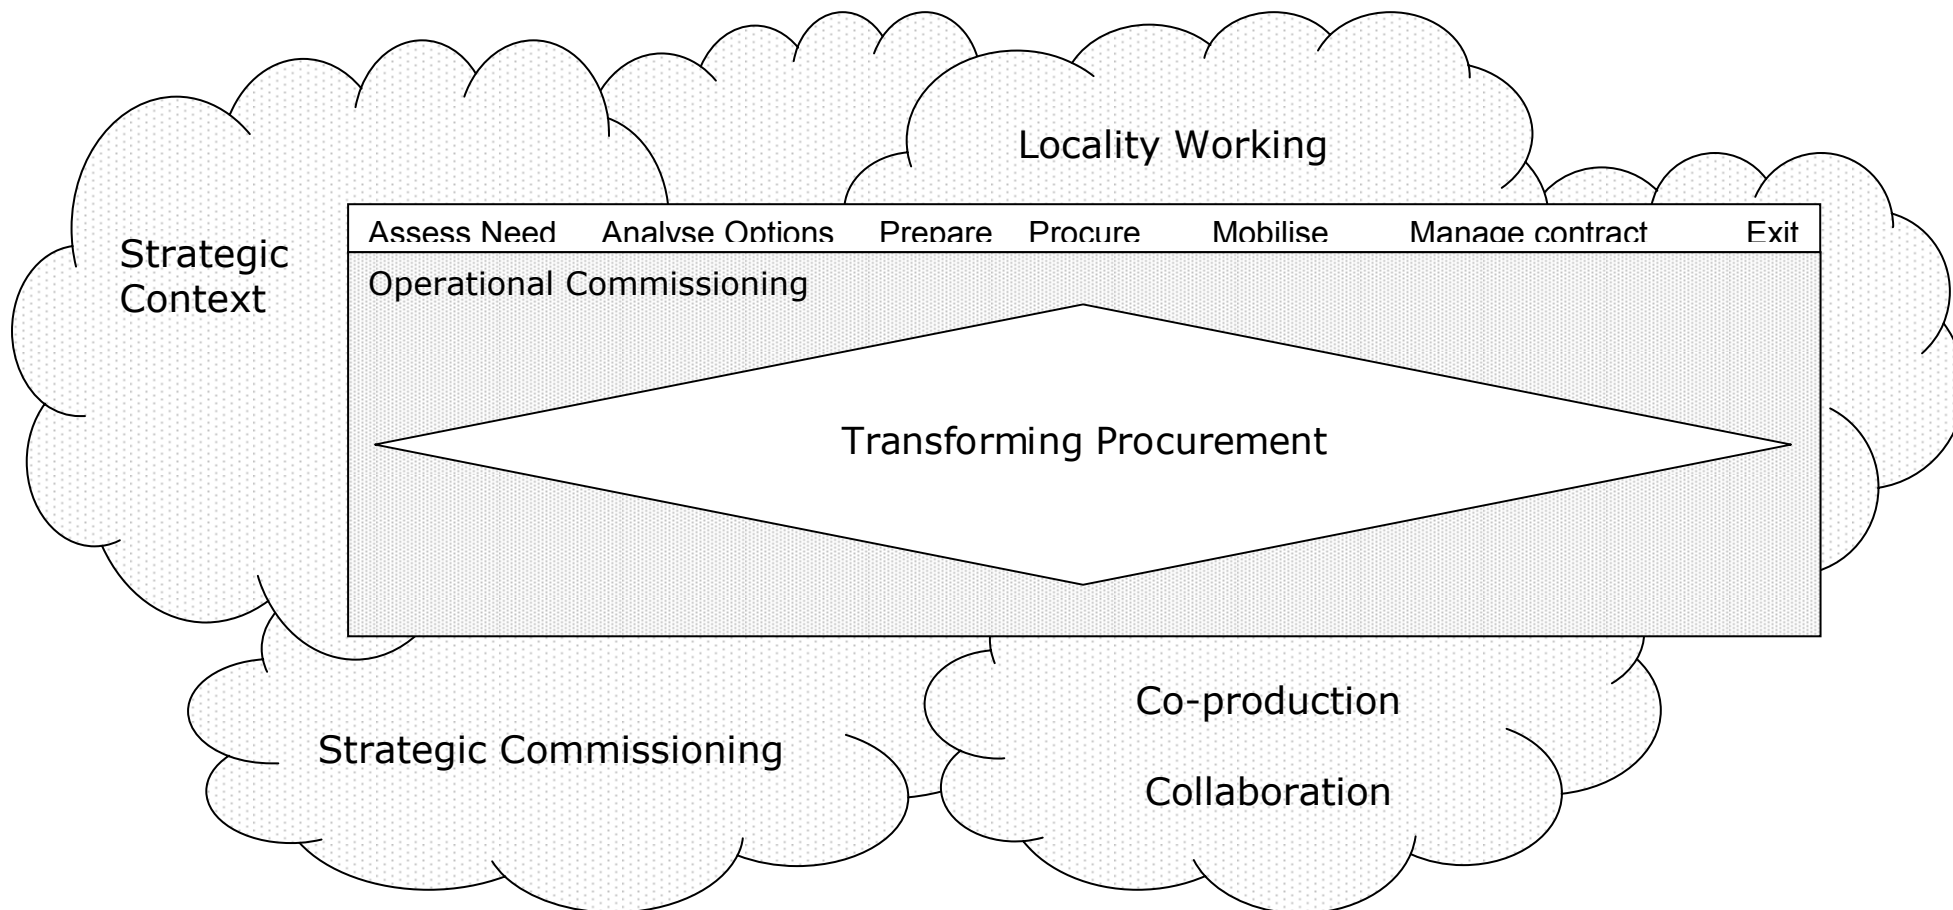 Locality Working
Strategic
Context
Assess Need Analyse Options Prepare Procure Mobilise Manage contract Exit
Operational Commissioning
Transforming Procurement
Co-production
Strategic Commissioning
Collaboration